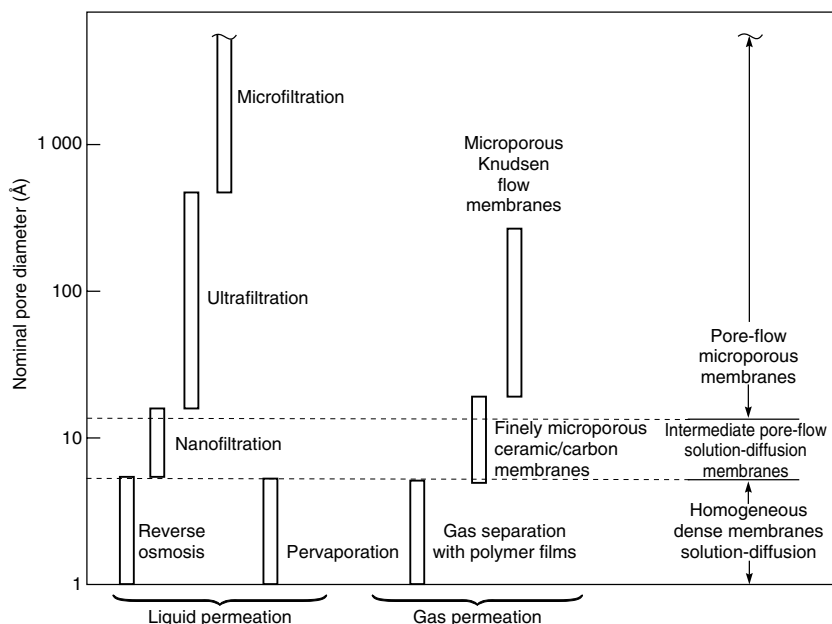 Microfiltration
1 000
Microporous
Knudsen
flow
membranes
Nominal pore diameter (Å)
Ultrafiltration
100
Pore-flow
microporous
membranes
Nanofiltration
10
Finely microporous
ceramic/carbon
membranes
Intermediate pore-flow
solution-diffusion
membranes
Reverse
osmosis
Pervaporation
Gas separation
with polymer films
Homogeneous
dense membranes
solution-diffusion
1
Liquid permeation
Gas permeation